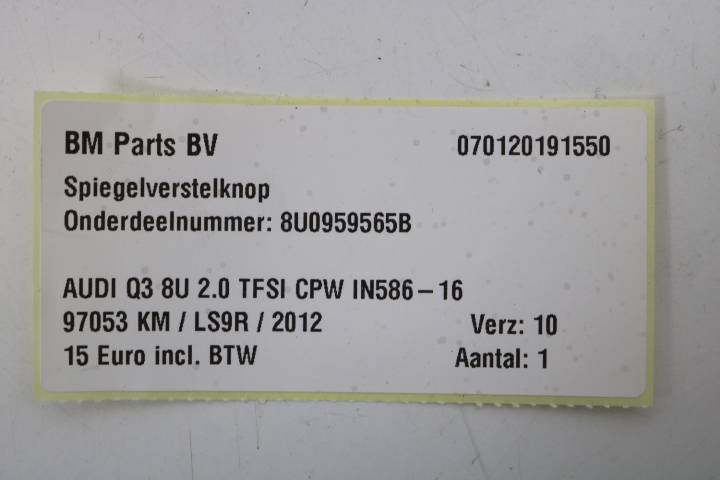 BM Parts BV 070120191550
Spiegelverstelknop
Onderdeelnummer: 8U0959565B
AUDI Q3 8U 2.0 TFSI CPW IN586-16
97053 KM / LS9R / 2012 Verz: 10
15 Euro incl. BTW Aantal: 1